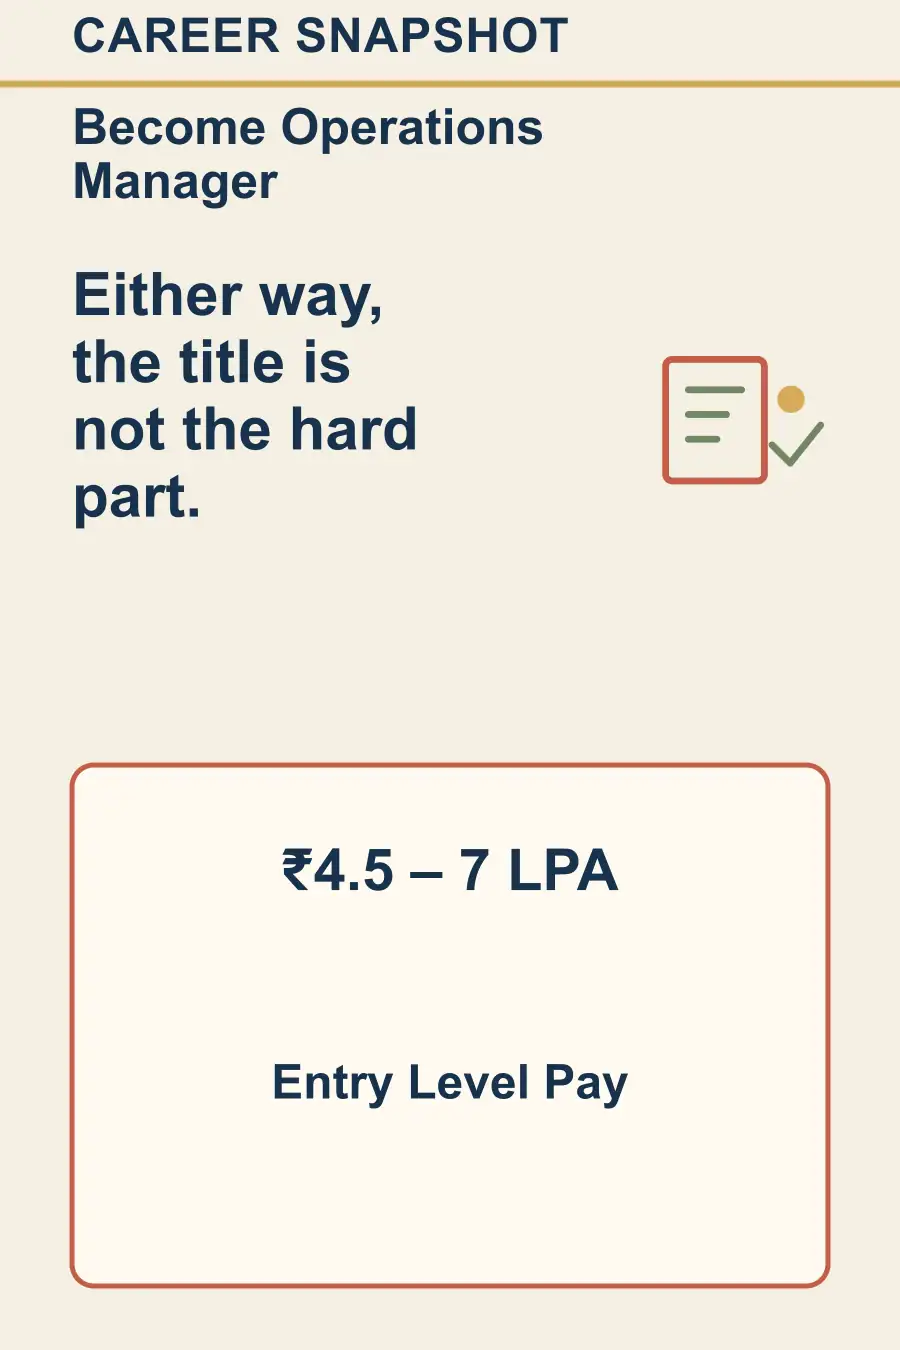 CAREER SNAPSHOT
Become Operations
Manager
Either way,
the title is
not the hard
part.
₹4.5 – 7 LPA
Entry Level Pay